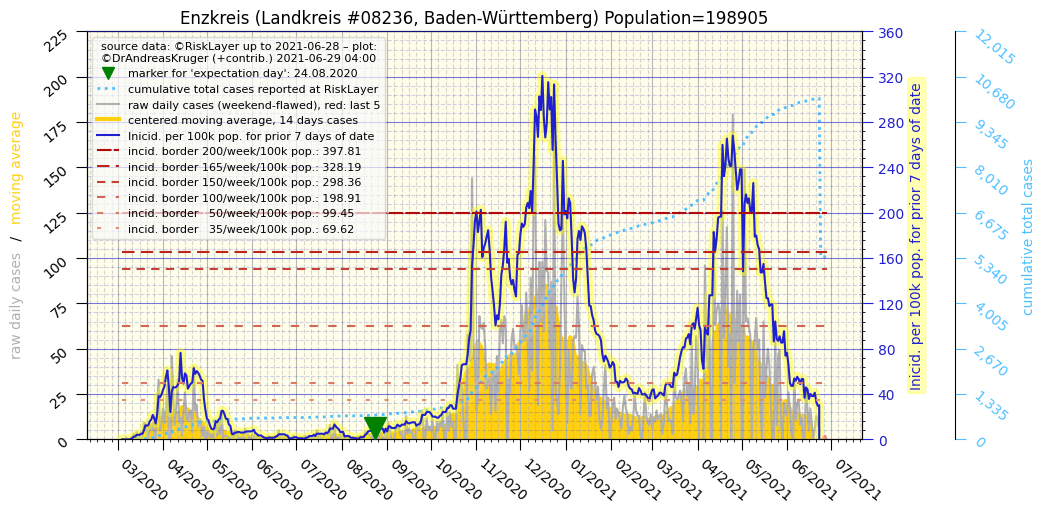 Enzkreis (Landkreis #08236, Baden-Württemberg) Population=198905
source data: ©RiskLayer up to 2021-06-28 – plot:
©DrAndreasKruger (+contrib.) 2021-06-29 04:00
marker for 'expectation day': 24.08.2020
cumulative total cases reported at RiskLayer
raw daily cases (weekend-flawed), red: last 5
centered moving average, 14 days cases
Inicid. per 100k pop. for prior 7 days of date
incid. border 200/week/100k pop.: 397.81
incid. border 165/week/100k pop.: 328.19
incid. border 150/week/100k pop.: 298.36
incid. border 100/week/100k pop.: 198.91
incid. border 50/week/100k pop.: 99.45
incid. border 35/week/100k pop.: 69.62
raw daily cases / moving average
225
200
175
150
125
100
75
50
25
0
03/2020
04/2020
05/2020
06/2020
07/2020
08/2020
09/2020
10/2020
11/2020
12/2020
01/2021
02/2021
03/2021
04/2021
05/2021
06/2021
07/2021
360
320
280
240
200
160
120
80
40
0
Inicid. per 100k pop. for prior 7 days of date
12,015
10,680
9,345
8,010
6,675
5,340
4,005
2,670
1,335
0
cumulative total cases